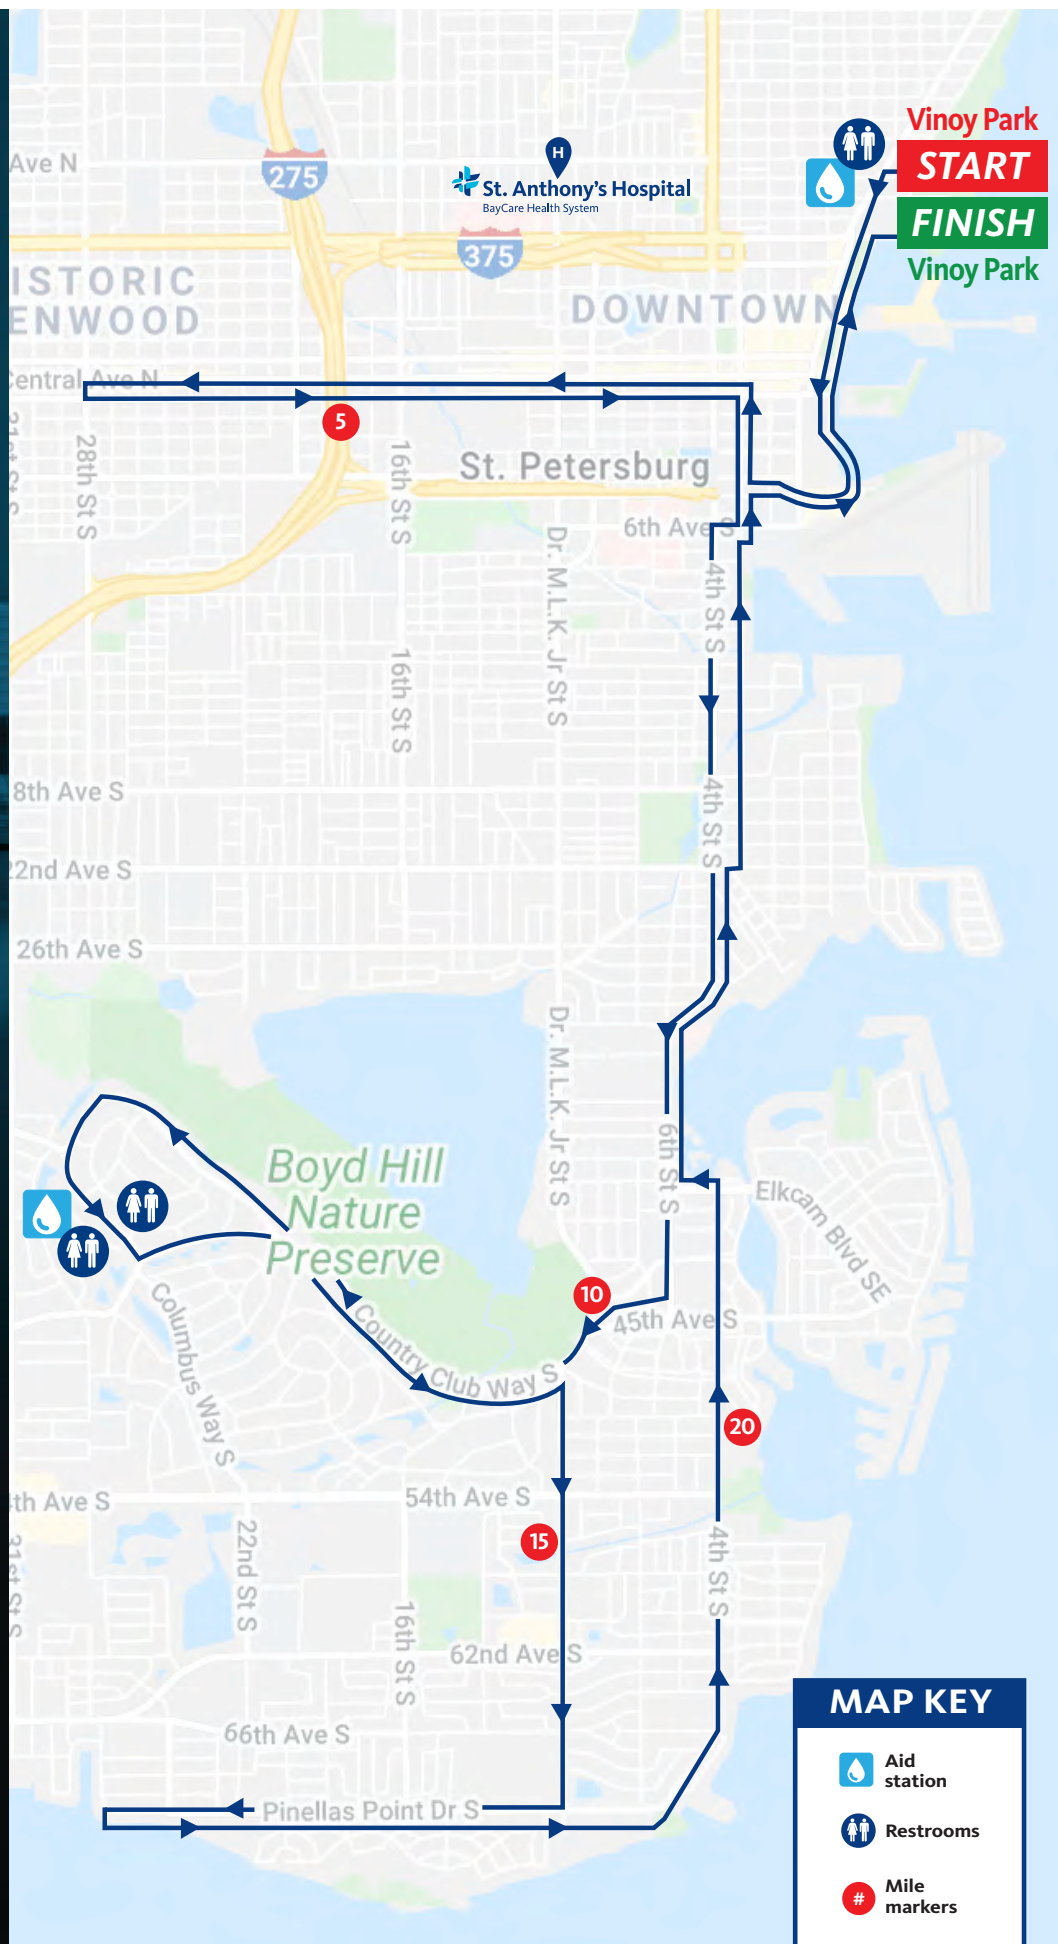 Vinoy Park
START
FINISH
Vinoy Park
Ave N
275
H
St. Anthony's Hospital
BayCare Health System
375
ISTORIC
ENWOOD
DOWNTOWN
Central Ave N
5
31st St S
28th St S
16th St S
St. Petersburg
6th Ave S
Dr. M.L.K. Jr St S
4th St S
16th St S
8th Ave S
4th St S
22nd Ave S
26th Ave S
Dr. M.L.K. Jr St S
6th St S
Boyd Hill
Nature
Preserve
Elkcam Blvd SE
10
45th Ave S
Country Club Way S
Columbus Way S
20
th Ave S
54th Ave S
15
31st St S
22nd St S
4th St S
16th St S
62nd Ave S
66th Ave S
Pinellas Point Dr S
MAP KEY
Aid
station
Restrooms
#
Mile
markers